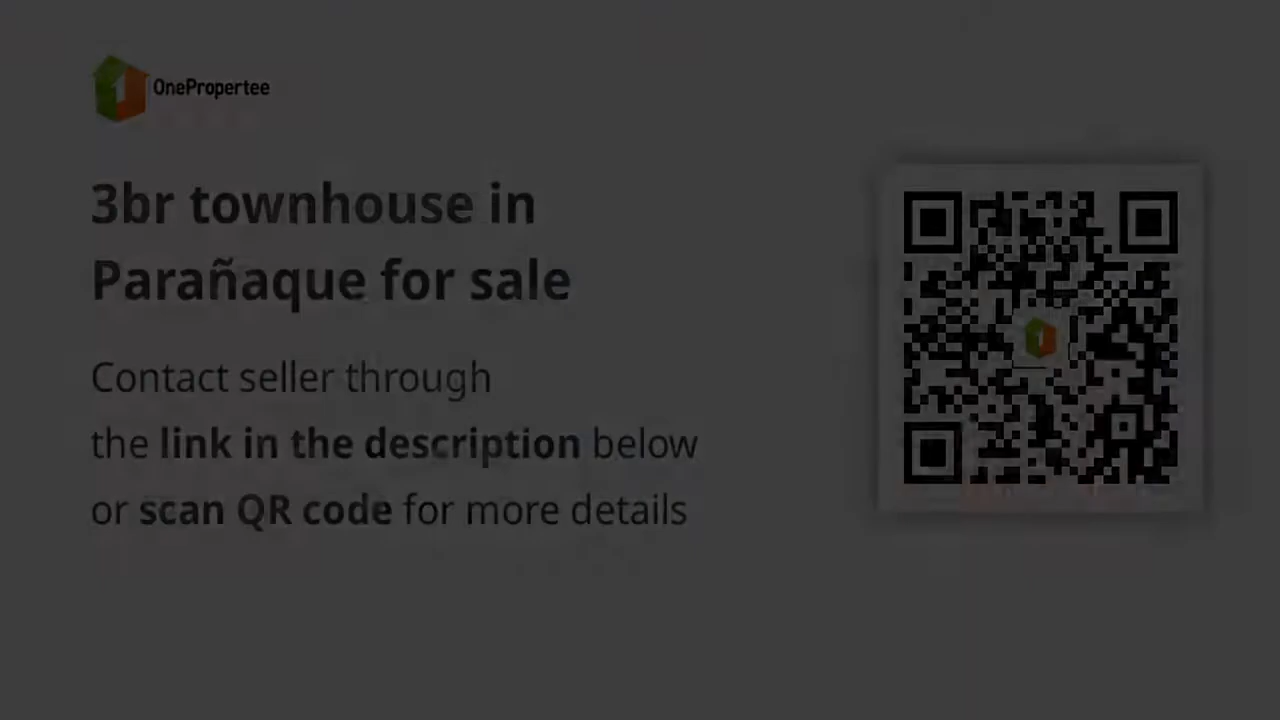 OnePropertee
3br townhouse in
Parañaque for sale
Contact seller through
the link in the description below
or scan QR code for more details